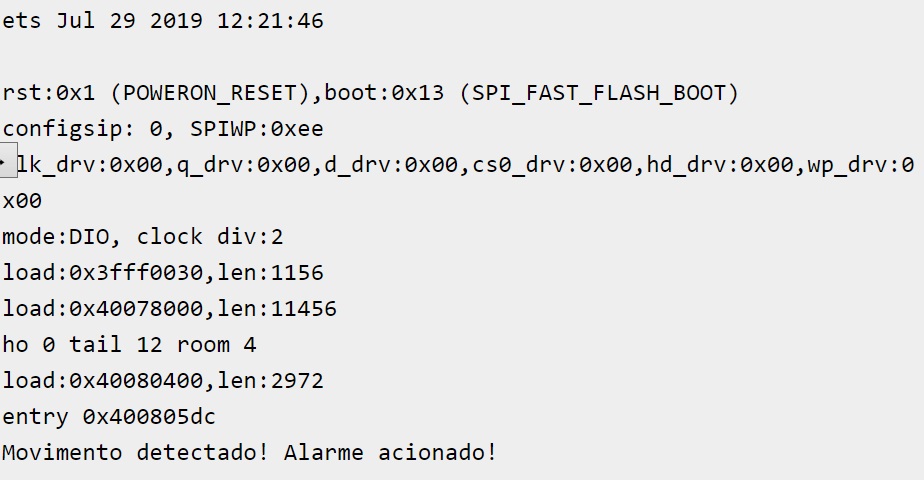 ets Jul 29 2019 12:21:46
rst:0x1 (POWERON_RESET),boot:0x13 (SPI_FAST_FLASH_BOOT)
configsip: 0, SPIWP:0xee
lk_drv:0x00,q_drv:0x00,d_drv:0x00,cs0_drv:0x00,hd_drv:0x00,wp_drv:0
x00
mode:DIO, clock div:2
load:0x3fff0030,len:1156
load:0x40078000,len:11456
ho 0 tail 12 room 4
load:0x40080400,len:2972
entry 0x400805dc
Movimento detectado! Alarme acionado!